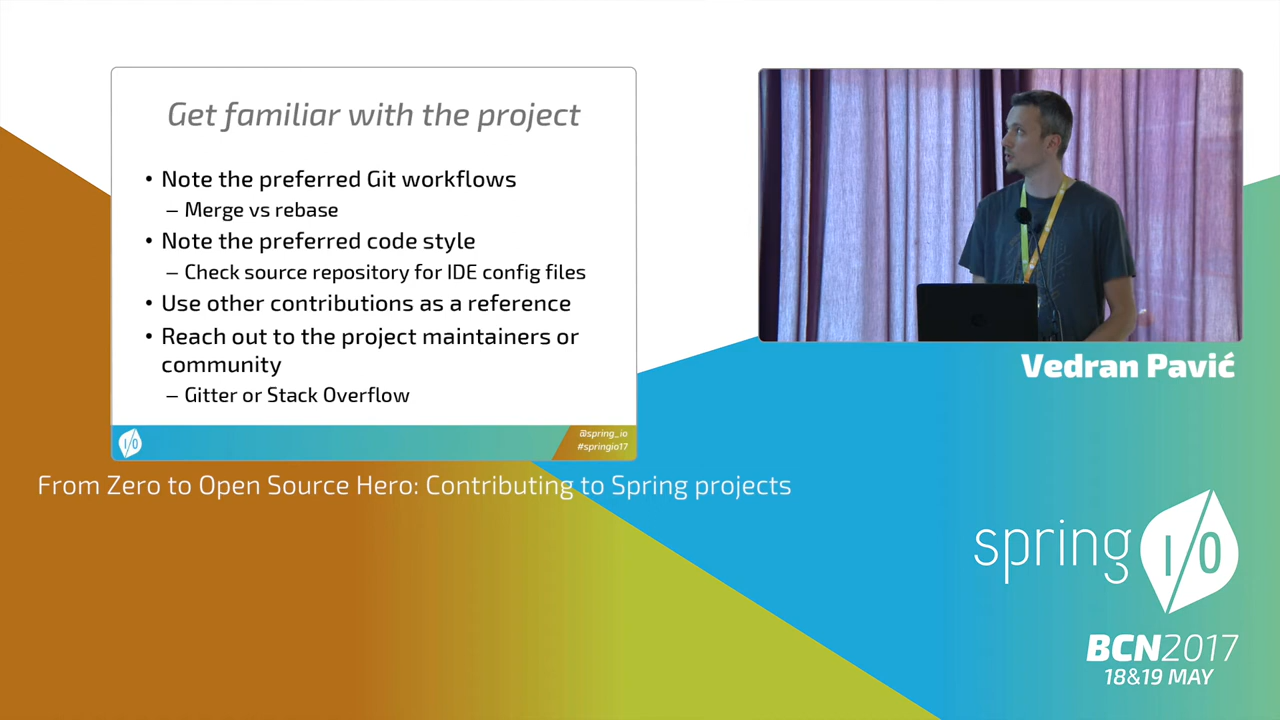 Get familiar with the project
• Note the preferred Git workflows
– Merge vs rebase
• Note the preferred code style
– Check source repository for IDE config files
• Use other contributions as a reference
• Reach out to the project maintainers or
community
– Gitter or Stack Overflow
I/O
@spring_io
#springio17
Vedran Pavić
From Zero to Open Source Hero: Contributing to Spring projects
spring I/O
BCN2017
18&19 MAY